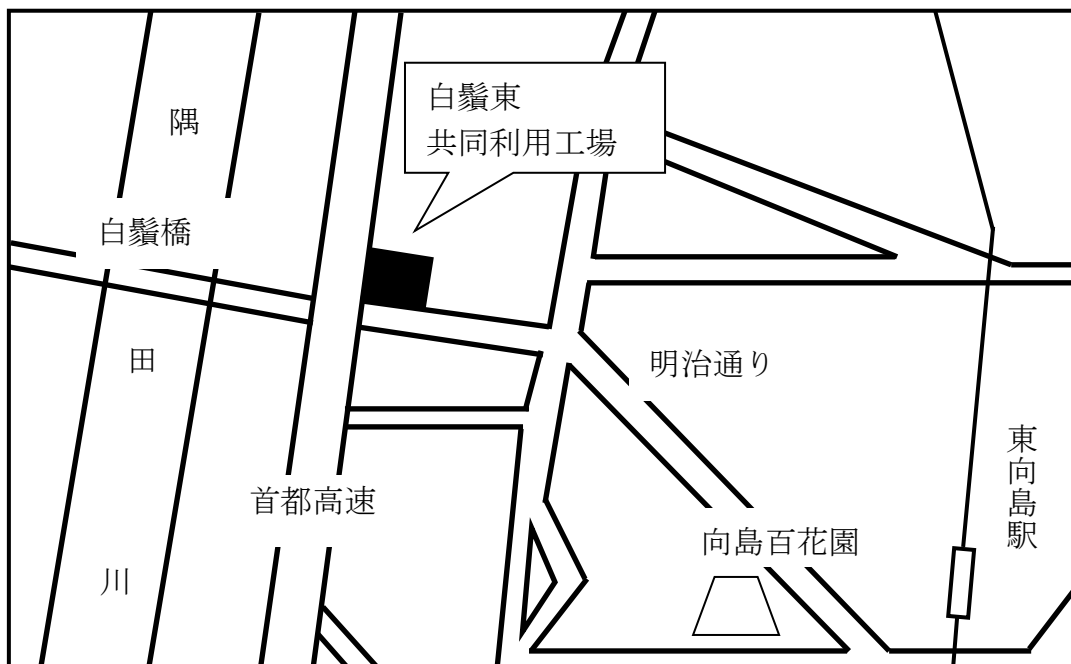 白鬚東
共同利用工場
隅
白鬚橋
田
明治通り
東向島駅
首都高速
向島百花園
川